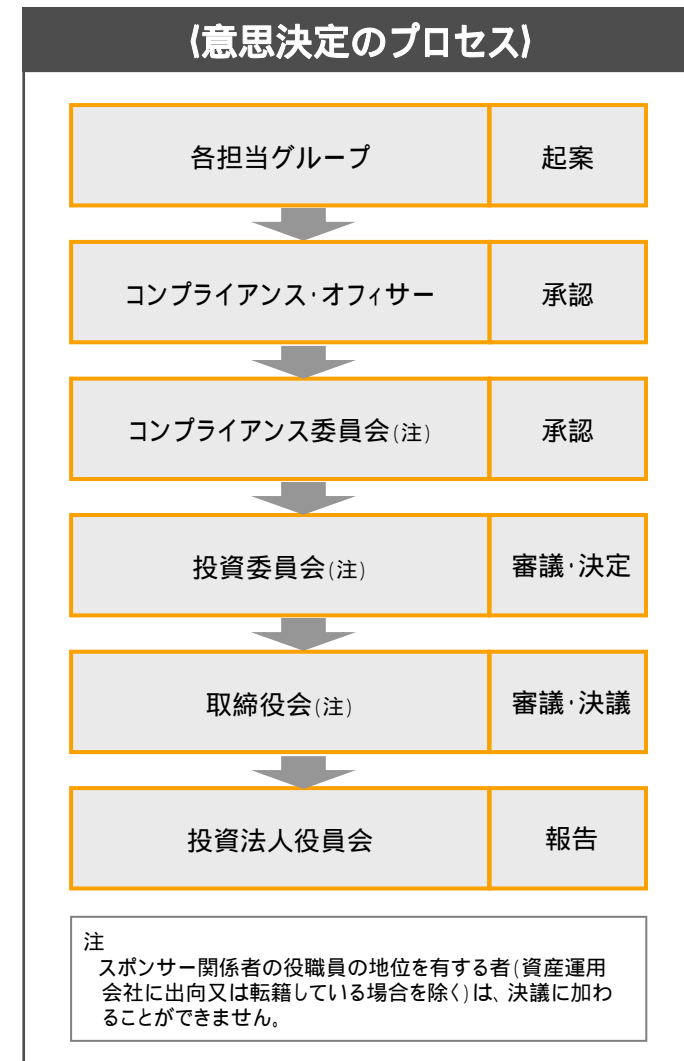 〈意思決定のプロセス〉
各担当グループ 起案
コンプライアンス・オフィサー 承認
コンプライアンス委員会(注) 承認
投資委員会(注) 審議・決定
取締役会(注) 審議・決議
投資法人役員会 報告
注
スポンサー関係者の役職員の地位を有する者(資産運用
会社に出向又は転籍している場合を除く)は、決議に加わ
ることができません。